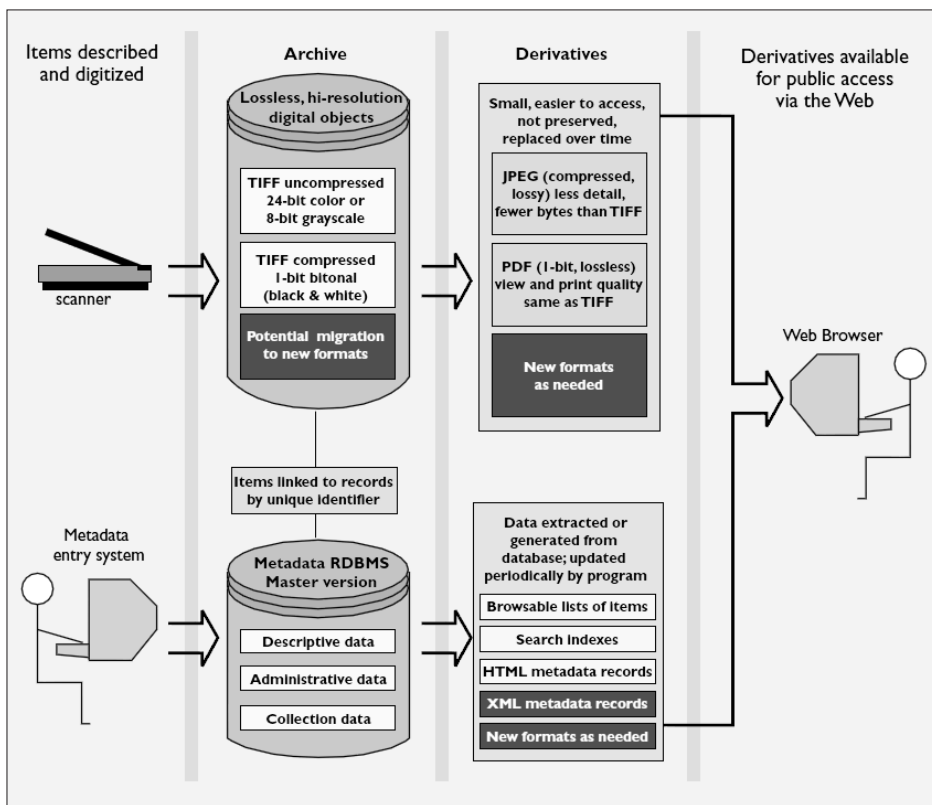 Items described
and digitized
Archive
Derivatives
Derivatives available
for public access
via the Web
Lossless, hi-resolution
digital objects
TIFF uncompressed
24-bit color or
8-bit grayscale
TIFF compressed
1-bit bitonal
(black & white)
Potential migration
to new formats
scanner
Small, easier to access,
not preserved,
replaced over time
JPEG (compressed,
lossy) less detail,
fewer bytes than TIFF
PDF (1-bit, lossless)
view and print quality
same as TIFF
New formats
as needed
Web Browser
Items linked to records
by unique identifier
Metadata
entry system
Metadata RDBMS
Master version
Descriptive data
Administrative data
Collection data
Data extracted or
generated from
database; updated
periodically by program
Browsable lists of items
Search indexes
HTML metadata records
XML metadata records
New formats as needed